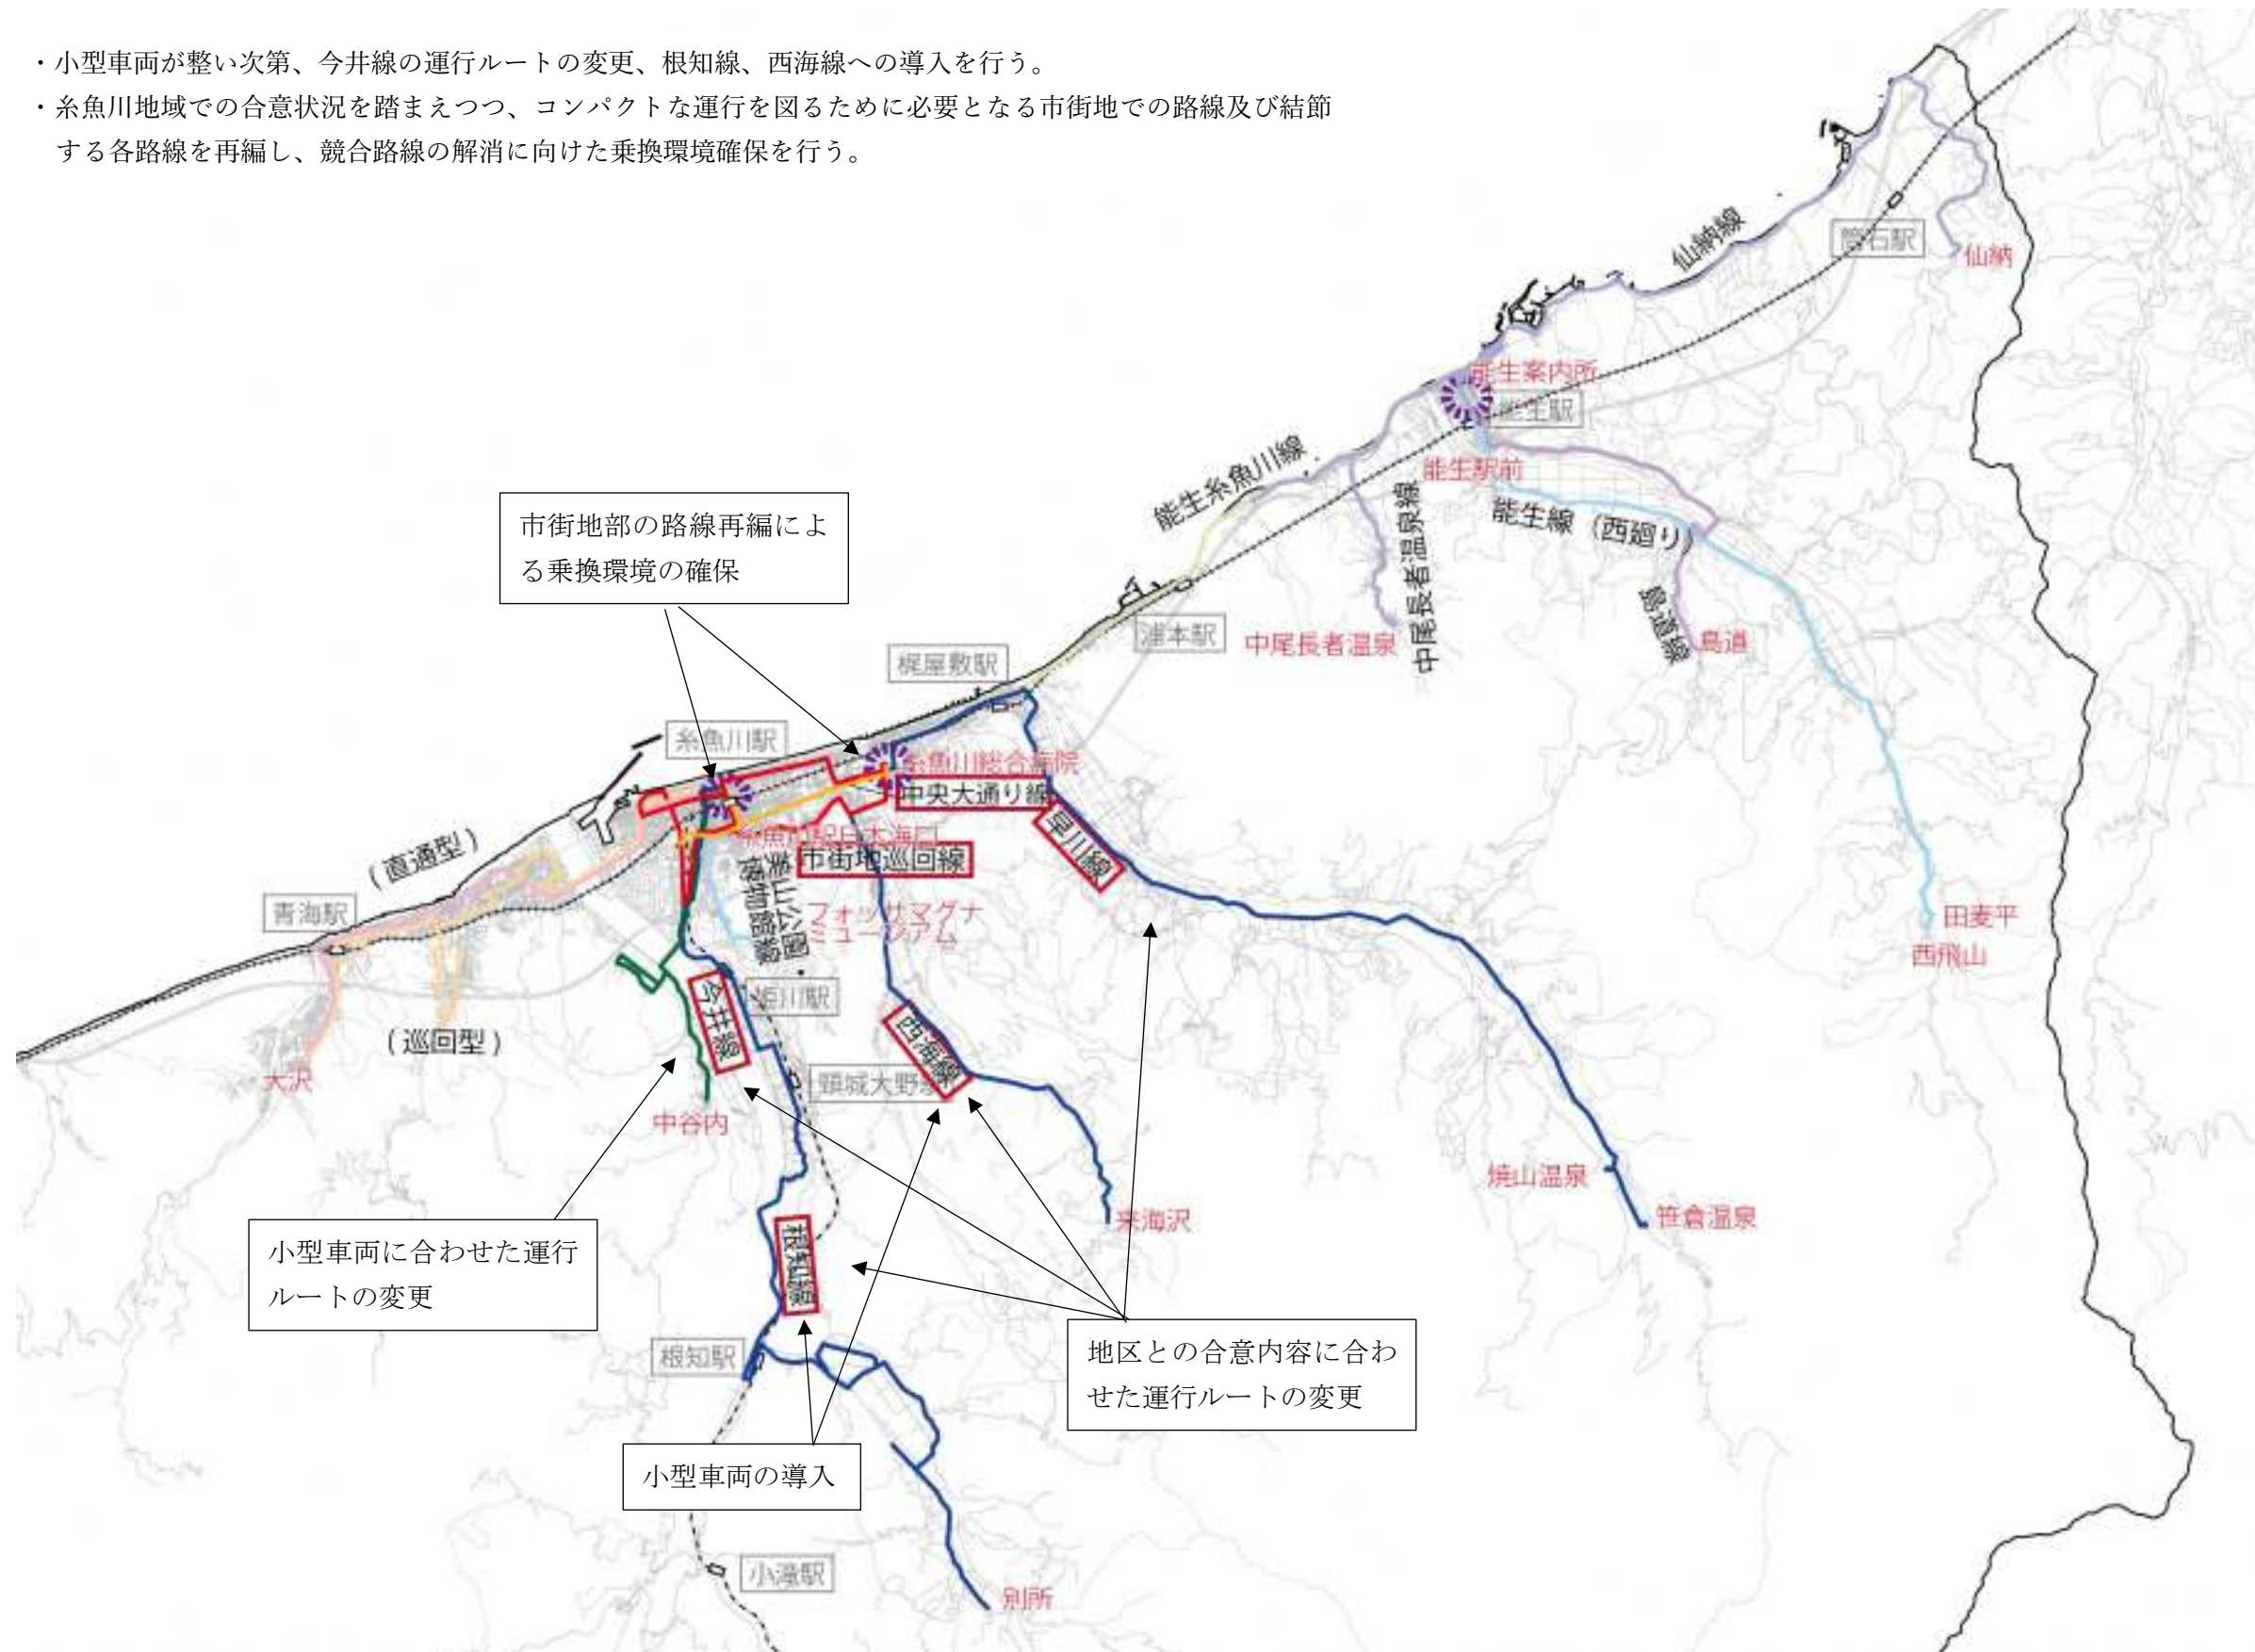 ・小型車両が整い次第、今井線の運行ルートの変更、根知線、西海線への導入を行う。
・糸魚川地域での合意状況を踏まえつつ、コンパクトな運行を図るために必要となる市街地での路線及び結節
する各路線を再編し、競合路線の解消に向けた乗換環境確保を行う。
仙納線
筒石駅
仙納
能生案内所
能生駅
能生糸魚川線
能生駅前
能生線（西廻り）
中尾長者温泉線
市街地部の路線再編によ
る乗換環境の確保
島道線
島道
浦本駅
中尾長者温泉
梶屋敷駅
糸魚川駅
糸魚川総合病院
中央大通り線
糸魚川駅日本海口
早川線
市街地巡回線
（直通型）
美山公園・
博物館線
フォッサマグナ
ミュージアム
青海駅
田麦平
西飛山
姫川駅
今井線
西海線
（巡回型）
大沢
頸城大野駅
中谷内
焼山温泉
笹倉温泉
来海沢
小型車両に合わせた運行
ルートの変更
根知線
根知駅
地区との合意内容に合わ
せた運行ルートの変更
小型車両の導入
小滝駅
別所